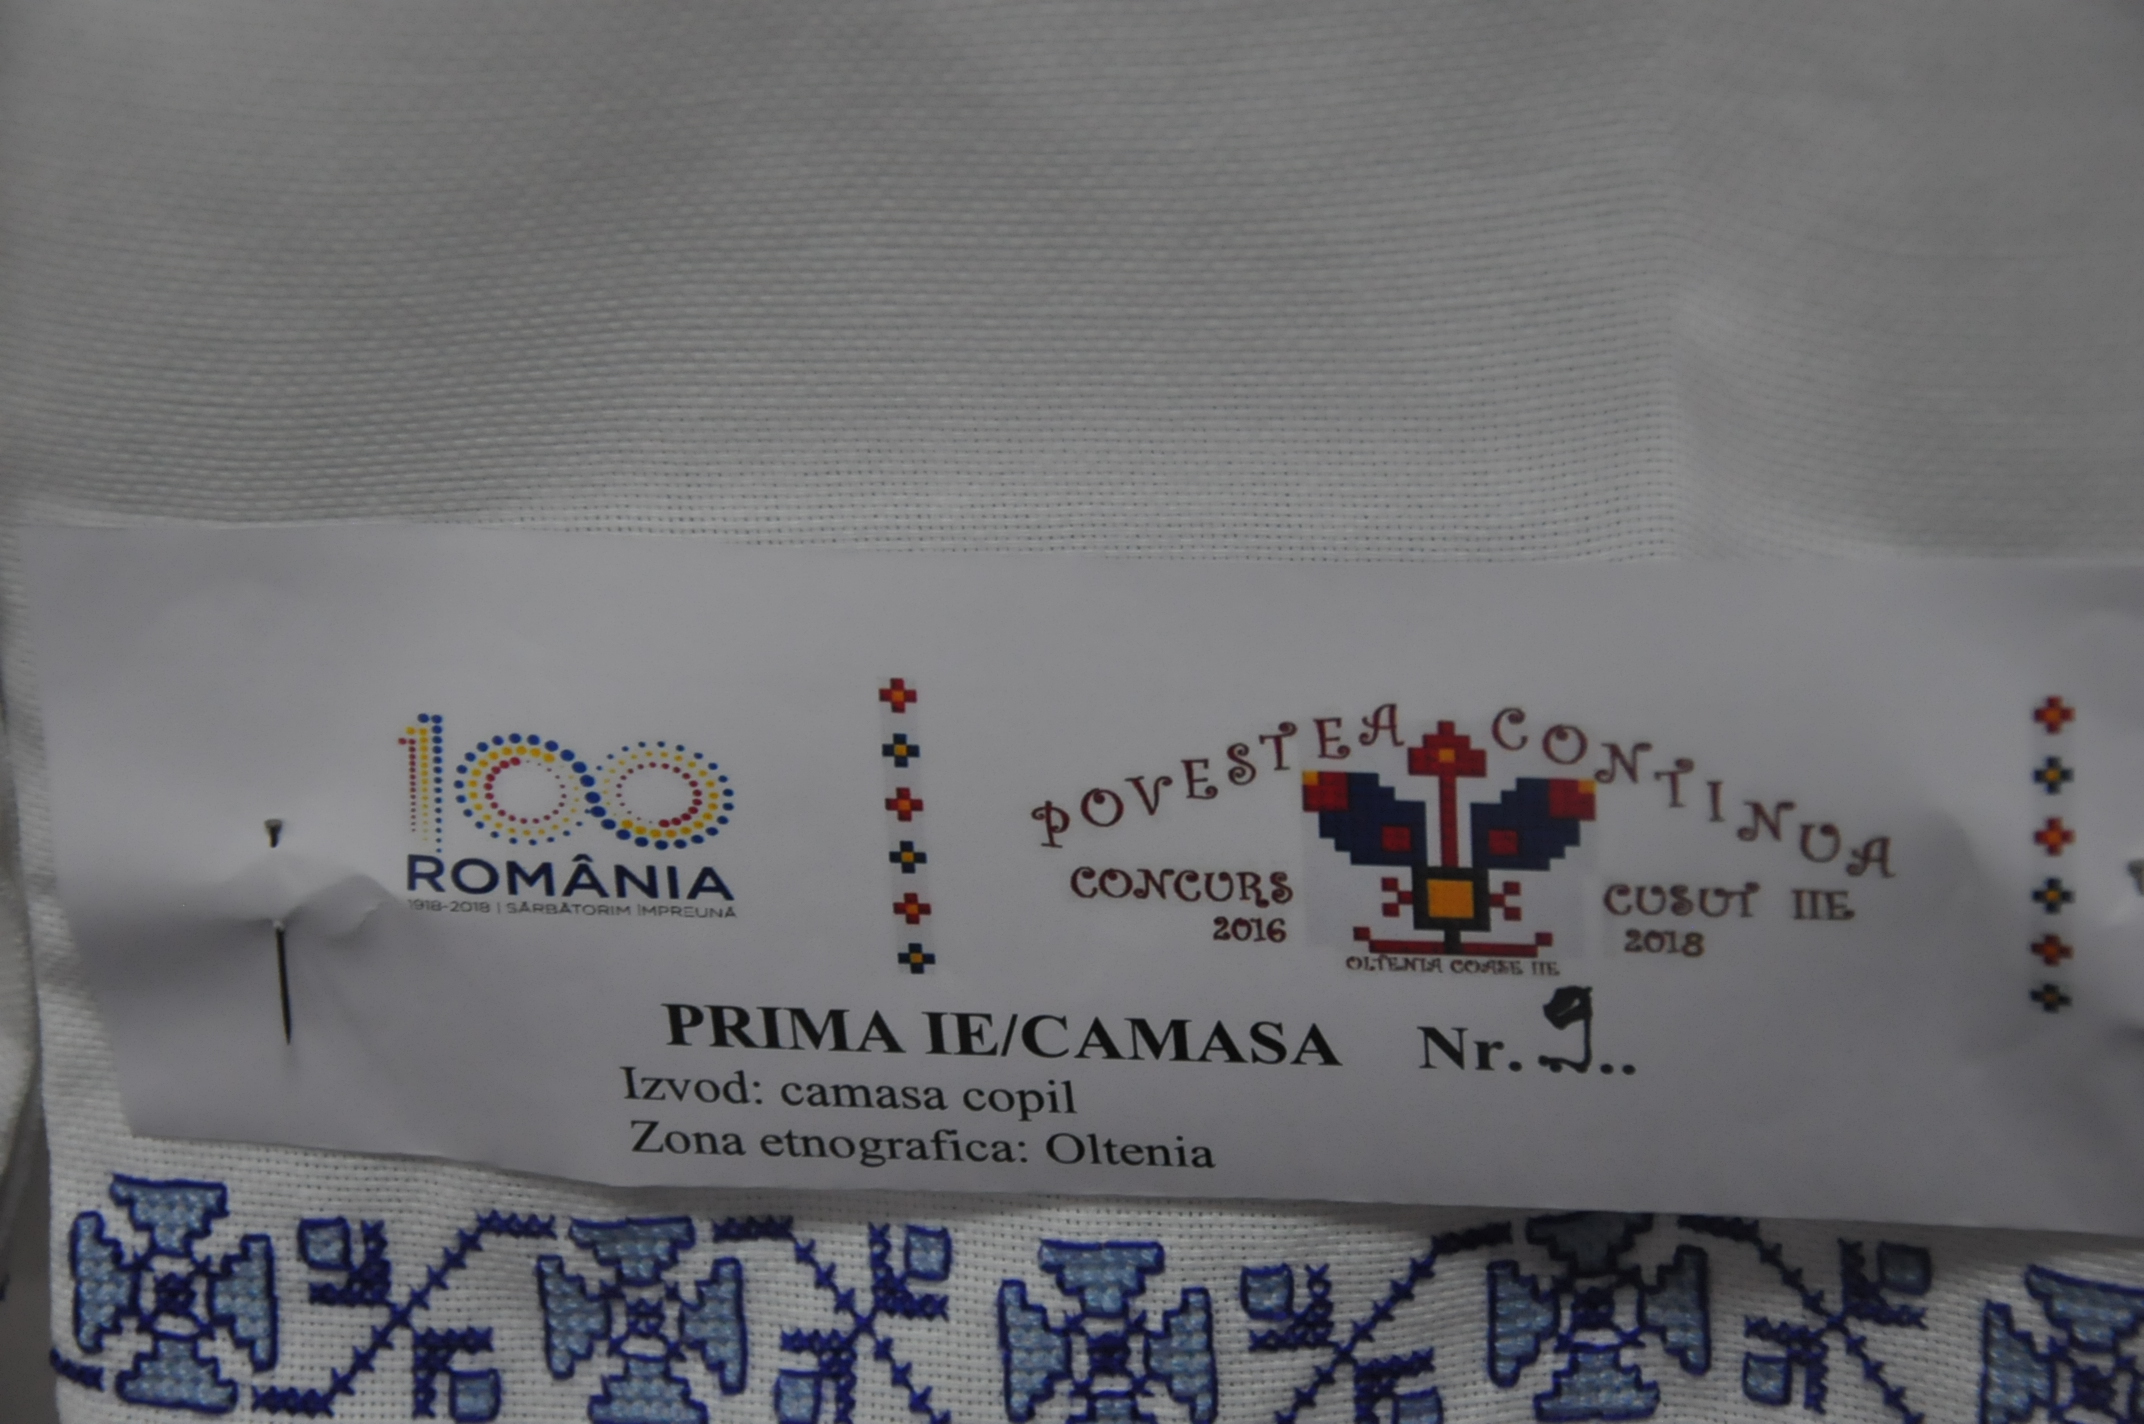 100
ROMÂNIA
1918-2018 | SĂRBĂTORIM ÎMPREUNĂ
POVESTEA CONTINUA
CONCURS CUSUT IIE
2016 2018
OLTENIA COASE IIE
PRIMA IE/CAMASA Nr. 9..
Izvod: camasa copil
Zona etnografica: Oltenia